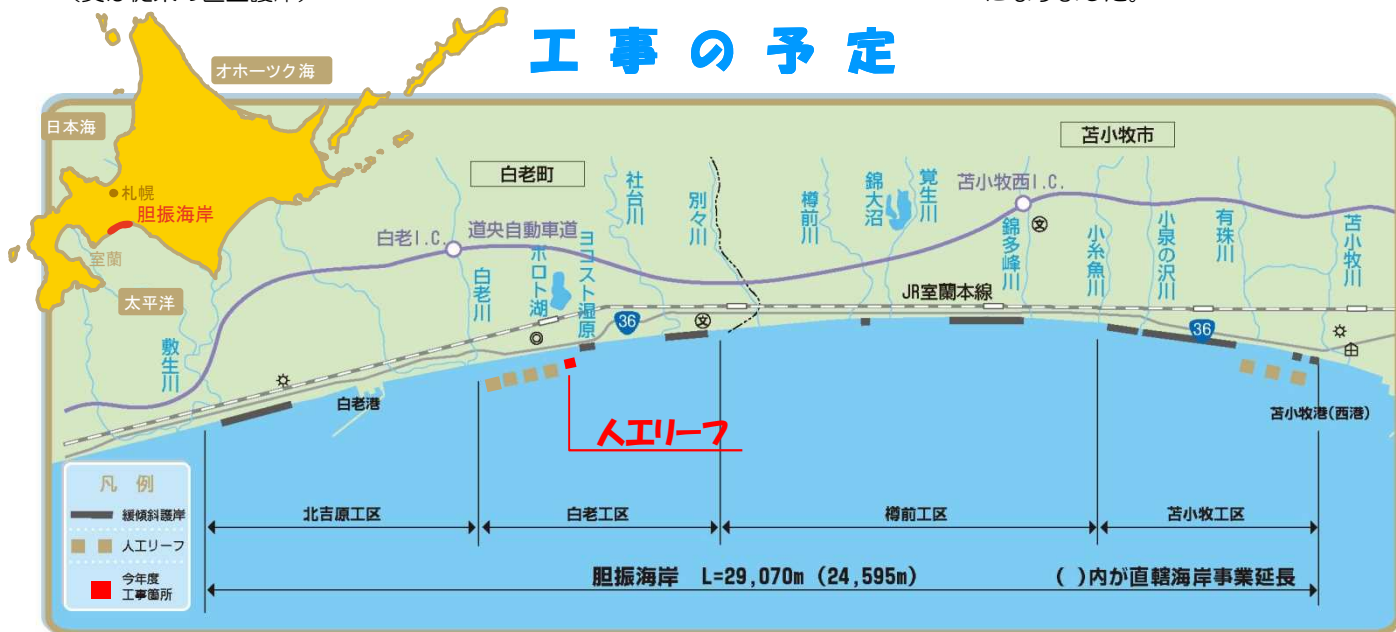 工事の予定
オホーツク海
日本海
札幌
胆振海岸
室蘭
太平洋
白老町
苫小牧市
白老I.C.
道央自動車道
苫小牧西I.C.
敷生川
白老川
ポロト湖
ヨコスト湿原
社台川
別々川
樽前川
錦大沼
覚生川
錦多峰川
小糸魚川
小泉の沢川
有珠川
苫小牧川
36
JR室蘭本線
36
白老港
苫小牧港(西港)
人工リーフ
凡例
緩傾斜護岸
人工リーフ
今年度
工事箇所
北吉原工区
白老工区
樽前工区
苫小牧工区
胆振海岸 L=29,070m (24,595m) ( )内が直轄海岸事業延長